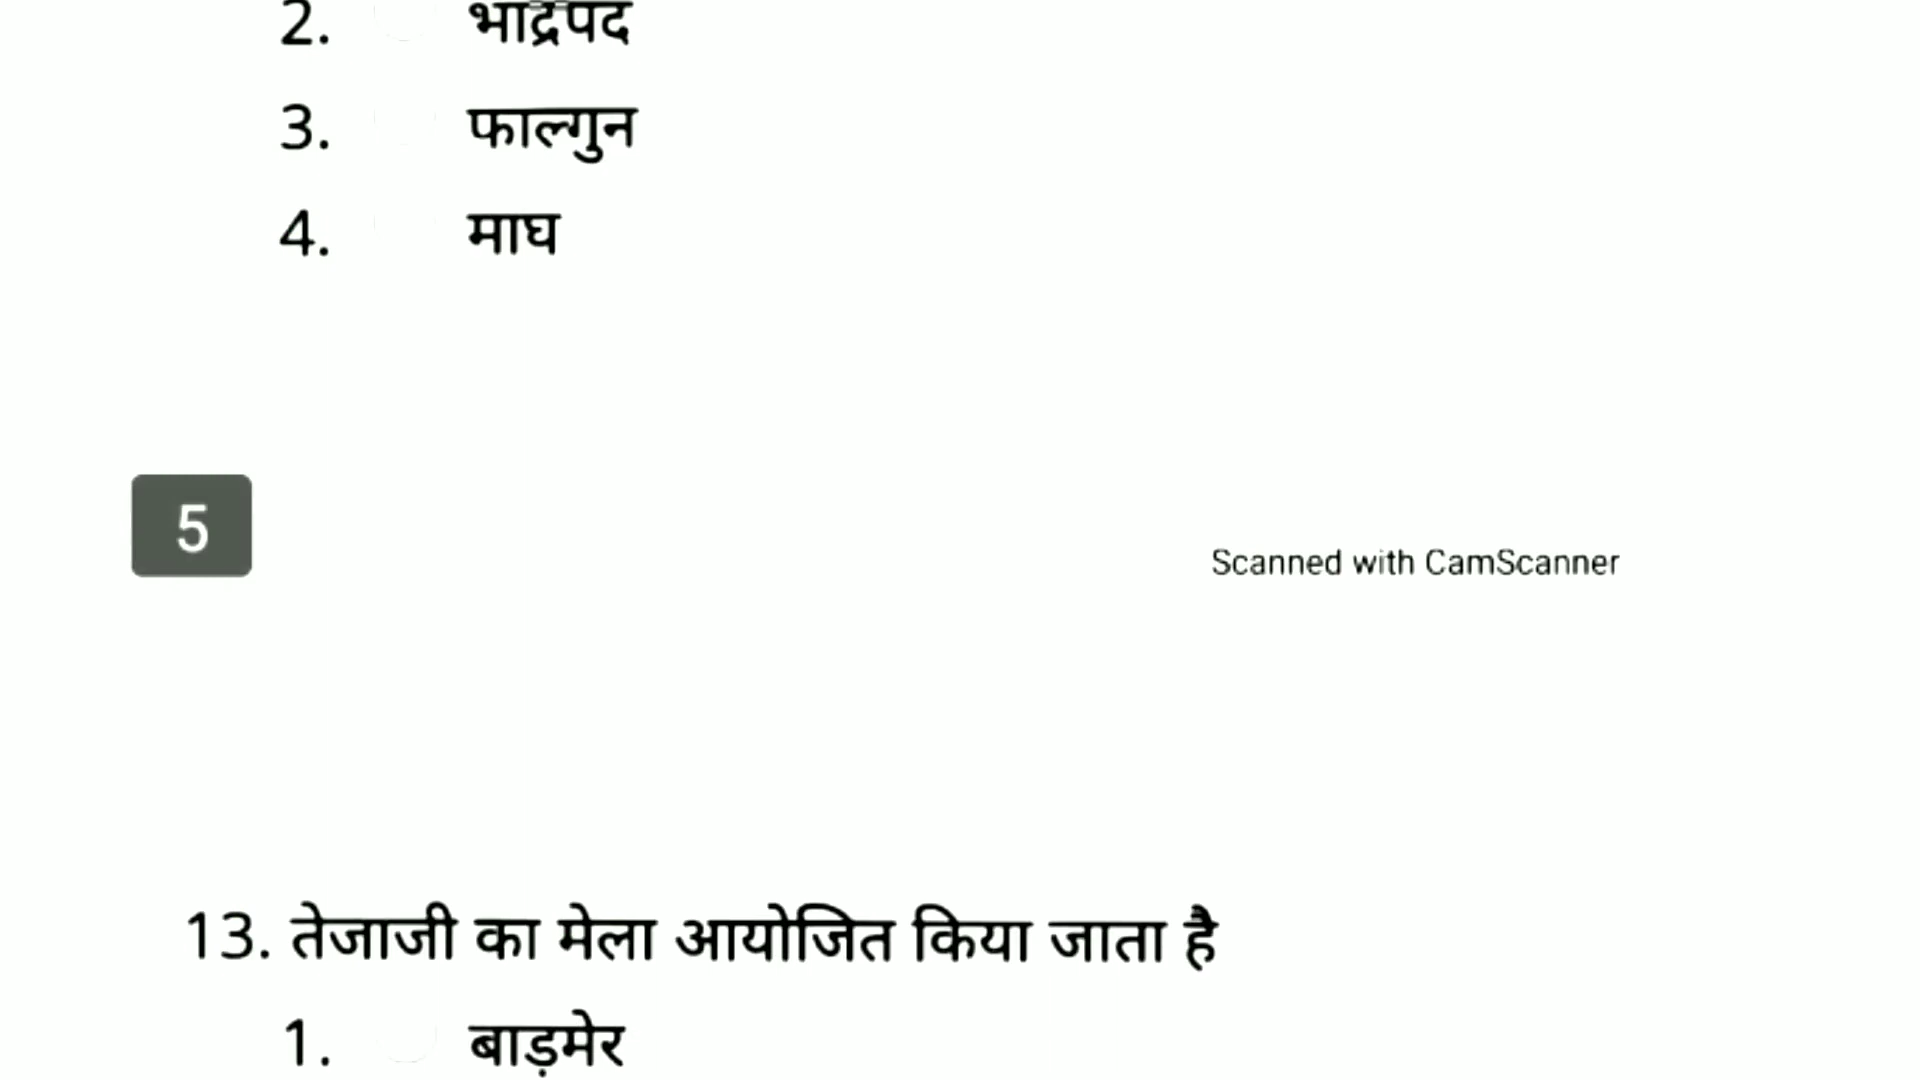 2. भाद्रपद
3. फाल्गुन
4. माघ
5
Scanned with CamScanner
13. तेजाजी का मेला आयोजित किया जाता है
1. बाड़मेर